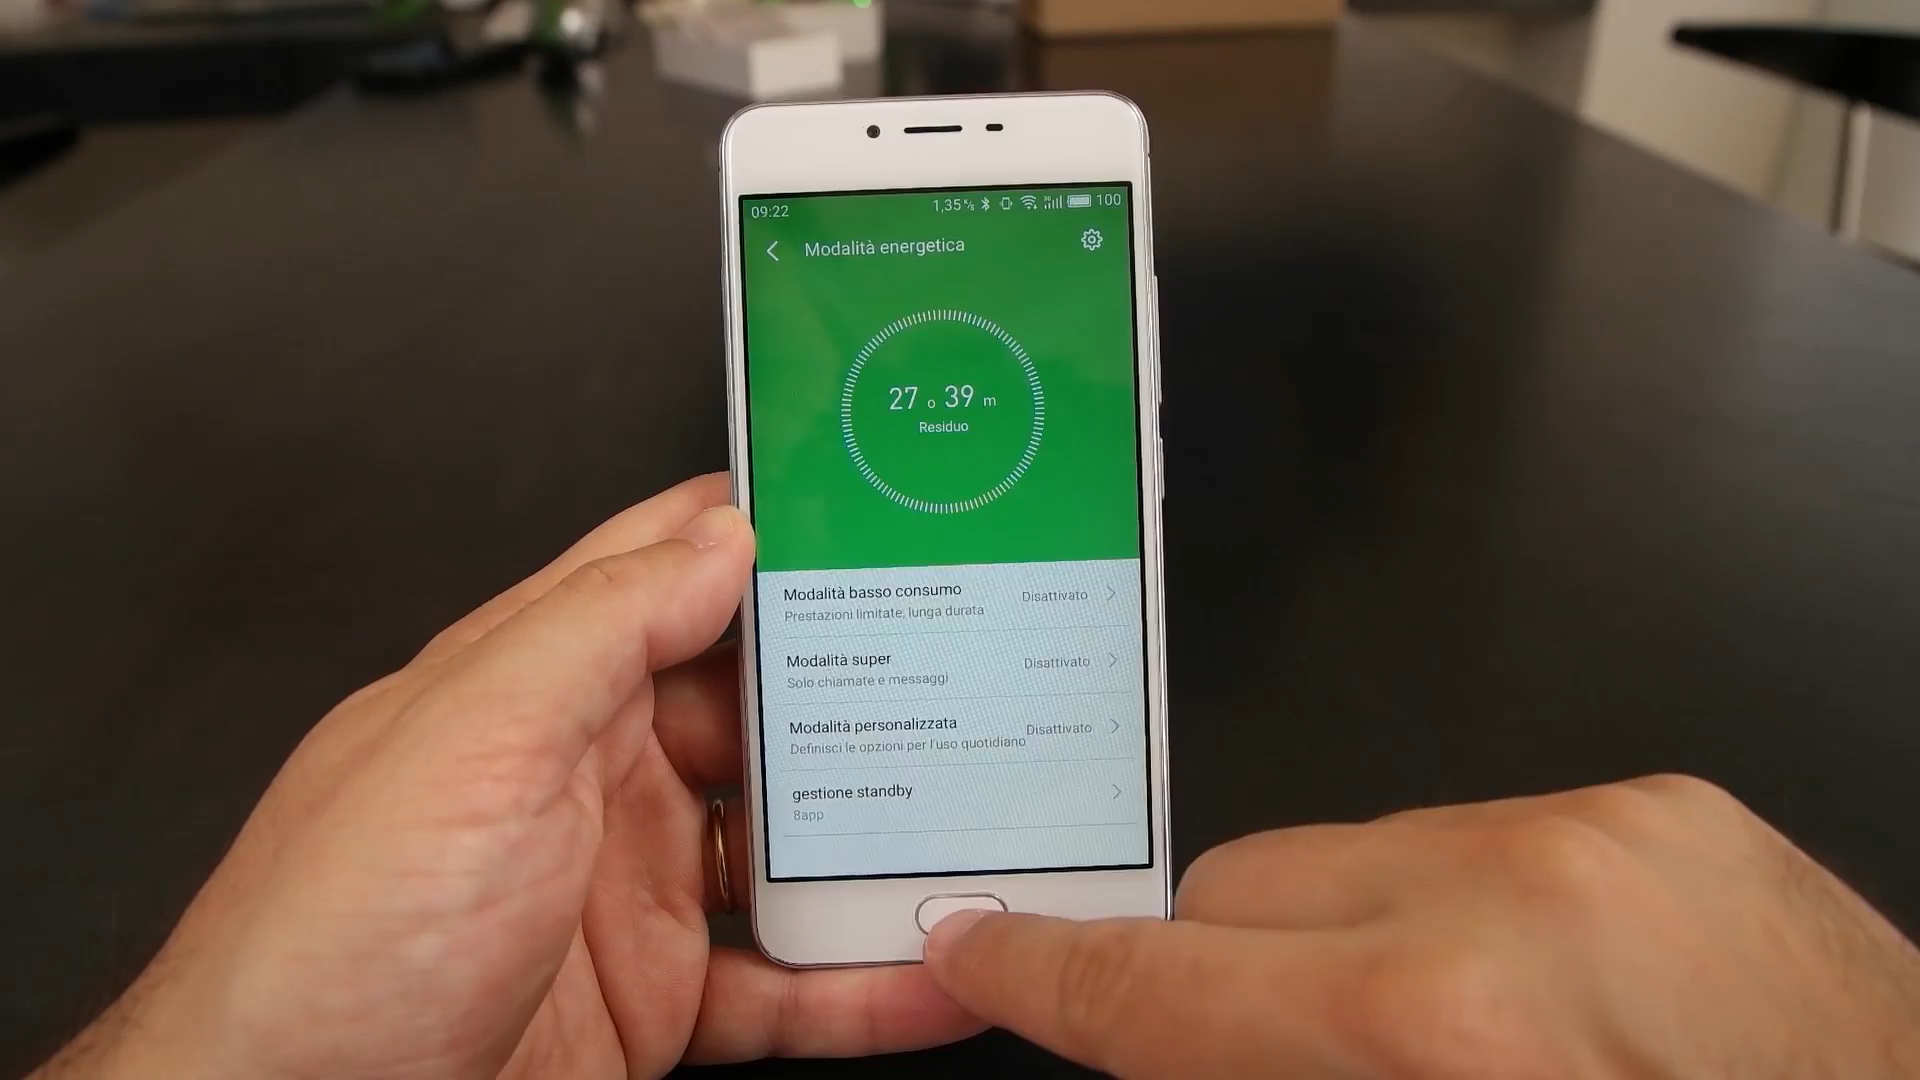 09:22 1,35 K/s 100
Modalità energetica
27 o 39 m
Residuo
Modalità basso consumo
Prestazioni limitate, lunga durata
Disattivato
Modalità super
Solo chiamate e messaggi
Disattivato
Modalità personalizzata
Definisci le opzioni per l'uso quotidiano
Disattivato
gestione standby
8app